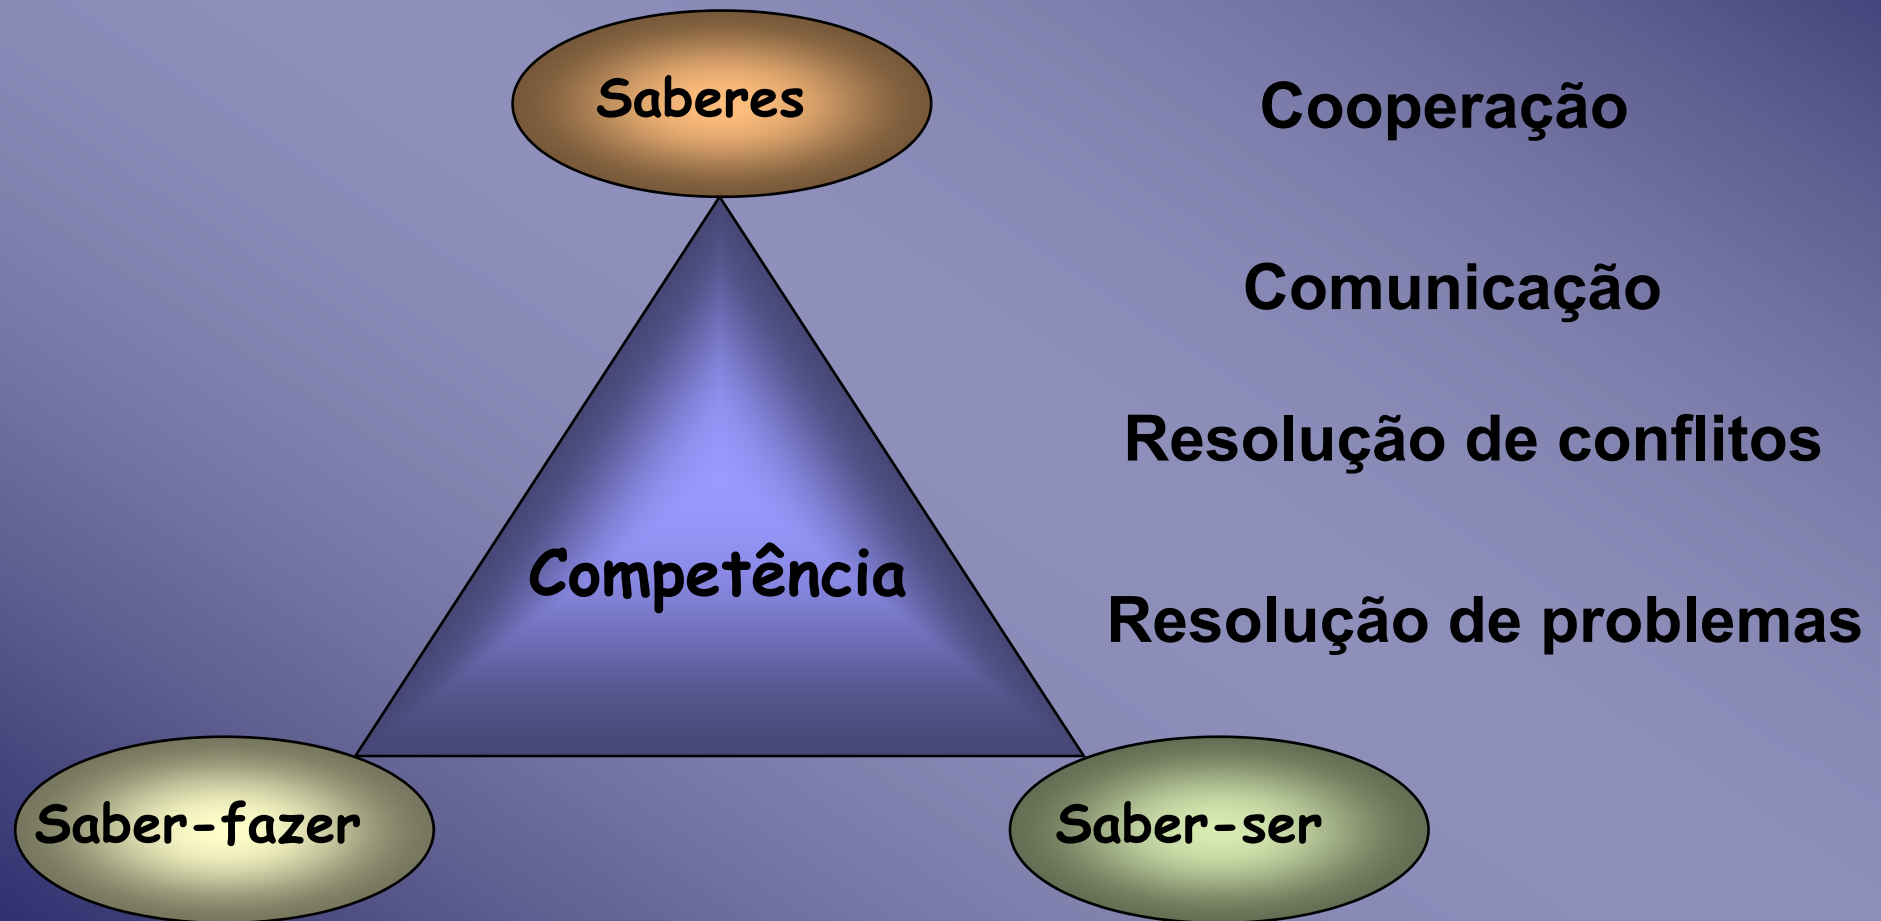 Saberes
Cooperação
Comunicação
Resolução de conflitos
Competência
Resolução de problemas
Saber-fazer
Saber-ser